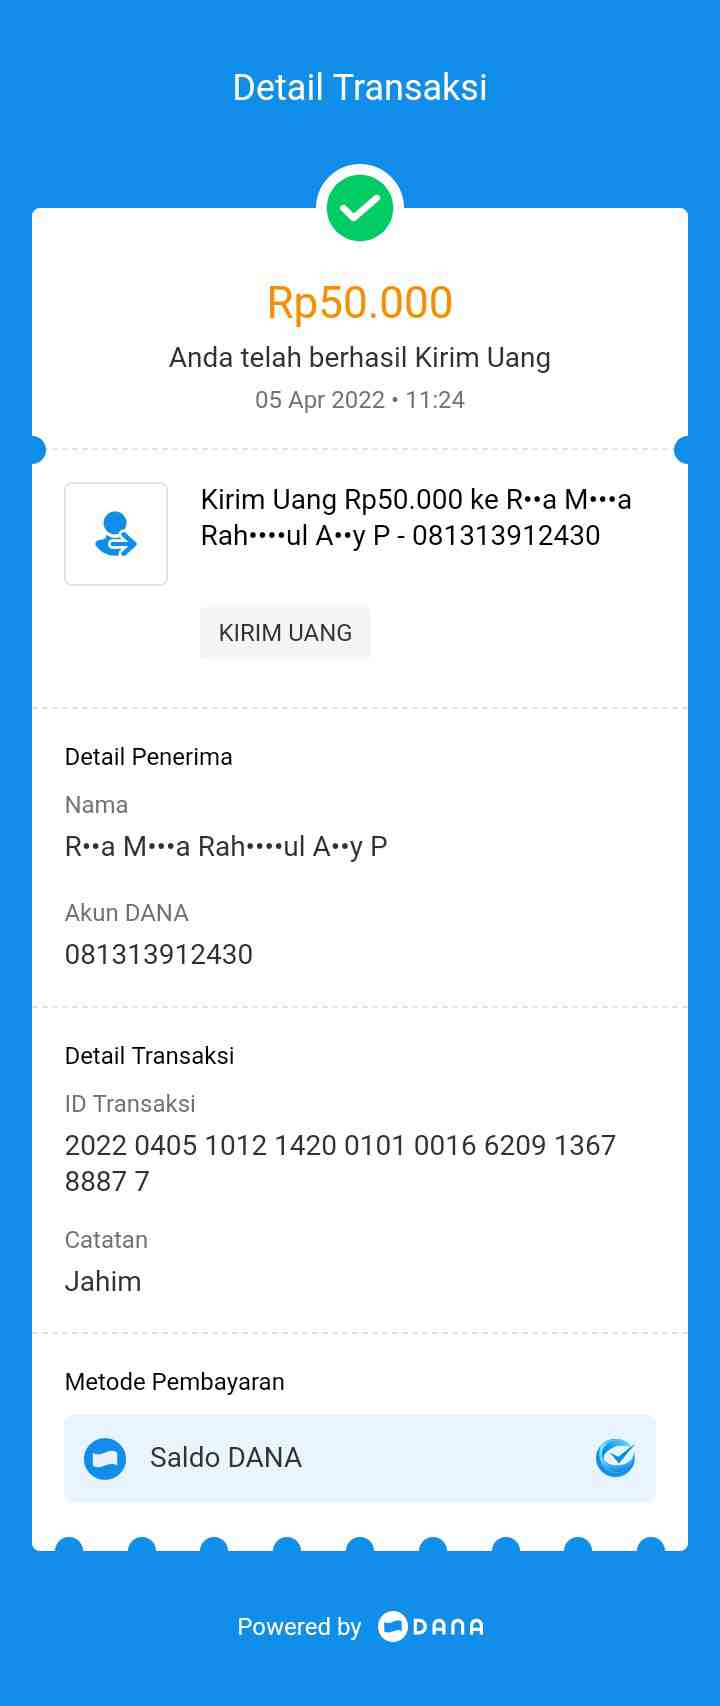 Detail Transaksi
Rp50.000
Anda telah berhasil Kirim Uang
05 Apr 2022 • 11:24
Kirim Uang Rp50.000 ke R••a M•••a
Rah••••ul A••y P - 081313912430
KIRIM UANG
Detail Penerima
Nama
R••a M•••a Rah••••ul A••y P
Akun DANA
081313912430
Detail Transaksi
ID Transaksi
2022 0405 1012 1420 0101 0016 6209 1367
8887 7
Catatan
Jahim
Metode Pembayaran
Saldo DANA
Powered by DANA